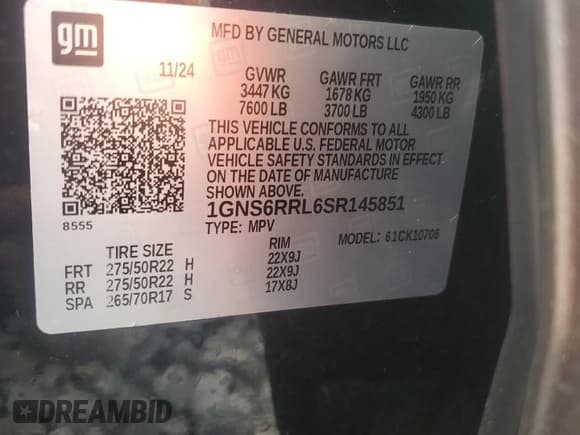 gm
MFD BY GENERAL MOTORS LLC
11/24 GVWR GAWR FRT GAWR RR
3447 KG 1678 KG 1950 KG
7600 LB 3700 LB 4300 LB
THIS VEHICLE CONFORMS TO ALL
APPLICABLE U.S. FEDERAL MOTOR
VEHICLE SAFETY STANDARDS IN EFFECT
ON THE DATE OF MANUFACTURE
SHOWN ABOVE.
8555
1GNS6RRL6SR145851
TYPE: MPV MODEL: 61CK10706
TIRE SIZE RIM
FRT 275/50R22 H 22X9J
RR 275/50R22 H 22X9J
SPA 265/70R17 S 17X8J
DREAMBID